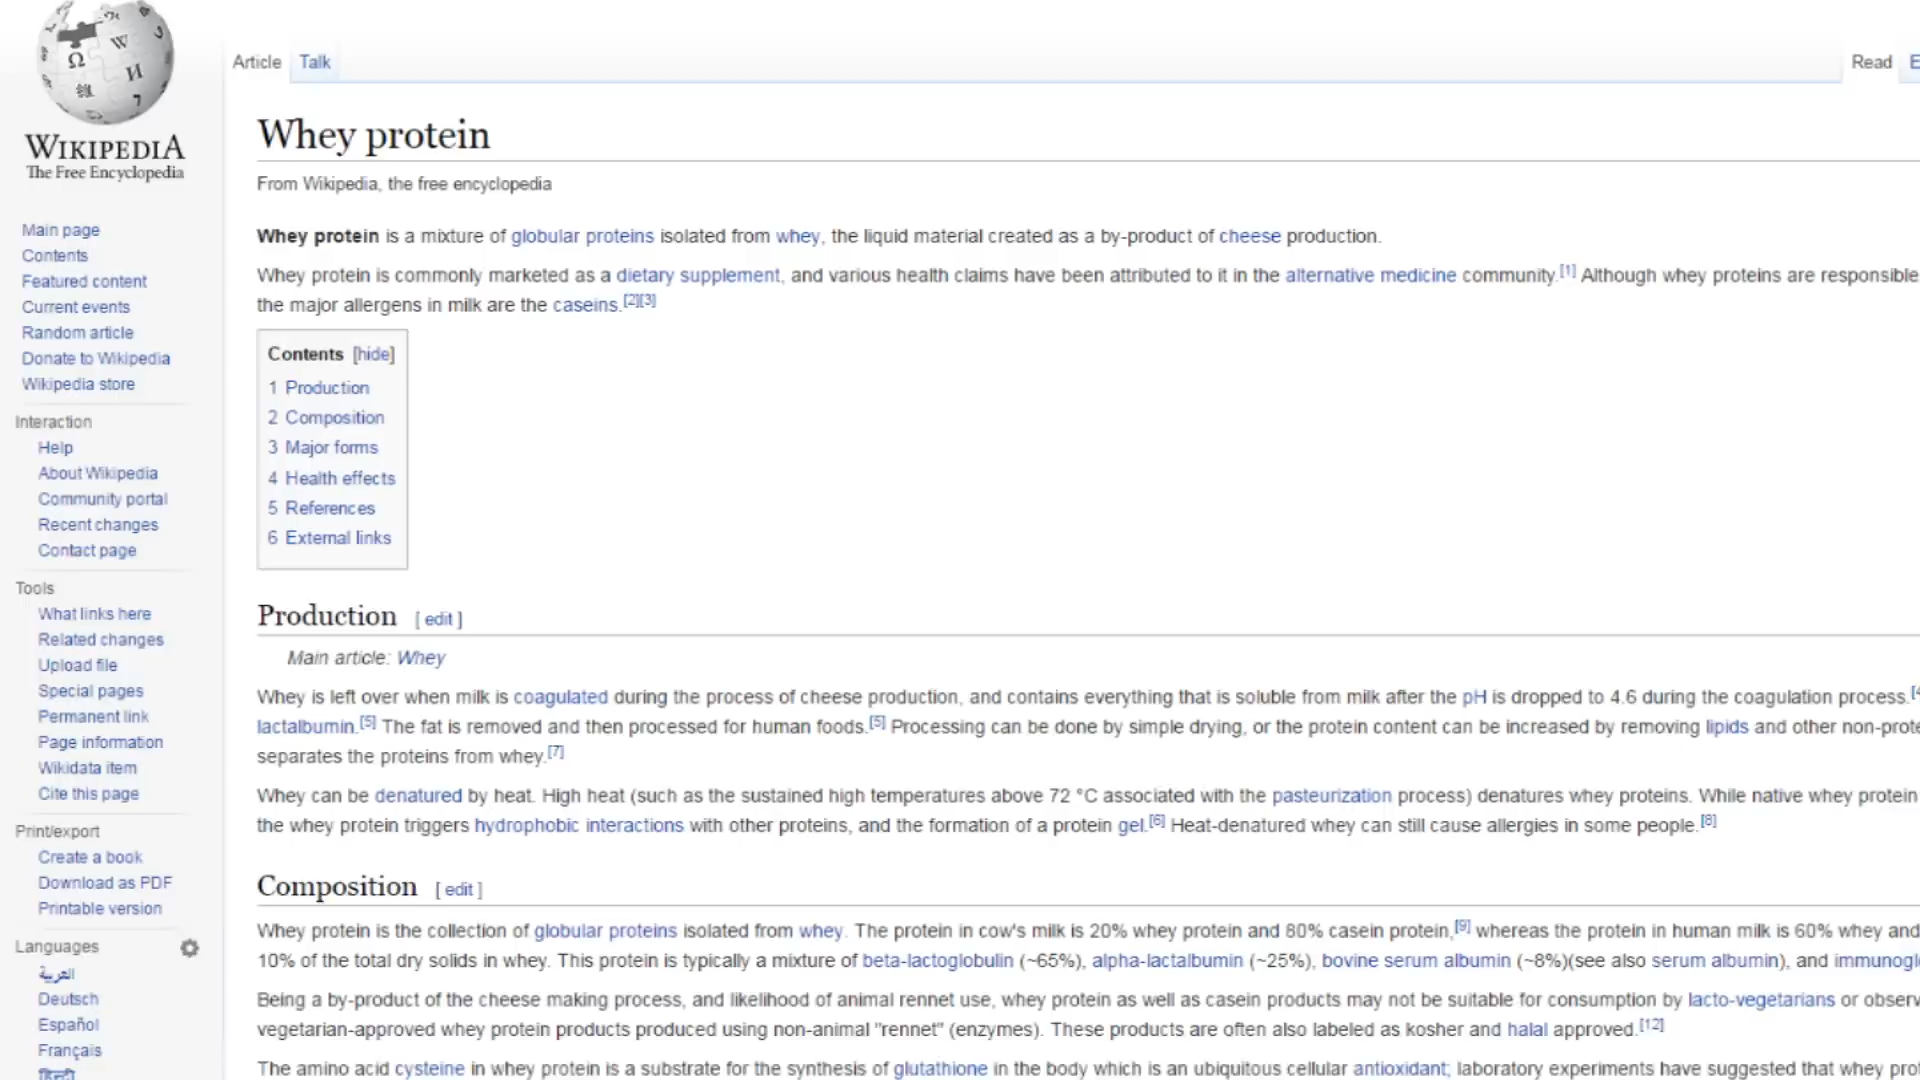 WIKIPEDIA
The Free Encyclopedia
Main page
Contents
Featured content
Current events
Random article
Donate to Wikipedia
Wikipedia store
Interaction
Help
About Wikipedia
Community portal
Recent changes
Contact page
Tools
What links here
Related changes
Upload file
Special pages
Permanent link
Page information
Wikidata item
Cite this page
Print/export
Create a book
Download as PDF
Printable version
Languages
العربية
Deutsch
Español
Français
हिन्दी
Article Talk
Read E
Whey protein
From Wikipedia, the free encyclopedia
Whey protein is a mixture of globular proteins isolated from whey, the liquid material created as a by-product of cheese production.
Whey protein is commonly marketed as a dietary supplement, and various health claims have been attributed to it in the alternative medicine community.[1] Although whey proteins are responsible
the major allergens in milk are the caseins.[2][3]
Contents [hide]
1 Production
2 Composition
3 Major forms
4 Health effects
5 References
6 External links
Production [ edit ]
Main article: Whey
Whey is left over when milk is coagulated during the process of cheese production, and contains everything that is soluble from milk after the pH is dropped to 4.6 during the coagulation process.[4
lactalbumin.[5] The fat is removed and then processed for human foods.[5] Processing can be done by simple drying, or the protein content can be increased by removing lipids and other non-prote
separates the proteins from whey.[7]
Whey can be denatured by heat. High heat (such as the sustained high temperatures above 72 °C associated with the pasteurization process) denatures whey proteins. While native whey protein
the whey protein triggers hydrophobic interactions with other proteins, and the formation of a protein gel.[6] Heat-denatured whey can still cause allergies in some people.[8]
Composition [ edit ]
Whey protein is the collection of globular proteins isolated from whey. The protein in cow's milk is 20% whey protein and 80% casein protein,[9] whereas the protein in human milk is 60% whey and
10% of the total dry solids in whey. This protein is typically a mixture of beta-lactoglobulin (~65%), alpha-lactalbumin (~25%), bovine serum albumin (~8%)(see also serum albumin), and immunogl
Being a by-product of the cheese making process, and likelihood of animal rennet use, whey protein as well as casein products may not be suitable for consumption by lacto-vegetarians or observ
vegetarian-approved whey protein products produced using non-animal "rennet" (enzymes). These products are often also labeled as kosher and halal approved.[12]
The amino acid cysteine in whey protein is a substrate for the synthesis of glutathione in the body which is an ubiquitous cellular antioxidant; laboratory experiments have suggested that whey pro